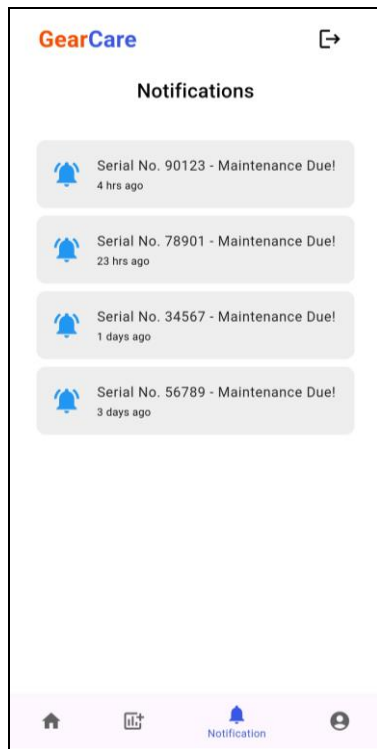 GearCare
Notifications
Serial No. 90123 - Maintenance Due!
4 hrs ago
Serial No. 78901 - Maintenance Due!
23 hrs ago
Serial No. 34567 - Maintenance Due!
1 days ago
Serial No. 56789 - Maintenance Due!
3 days ago
Notification